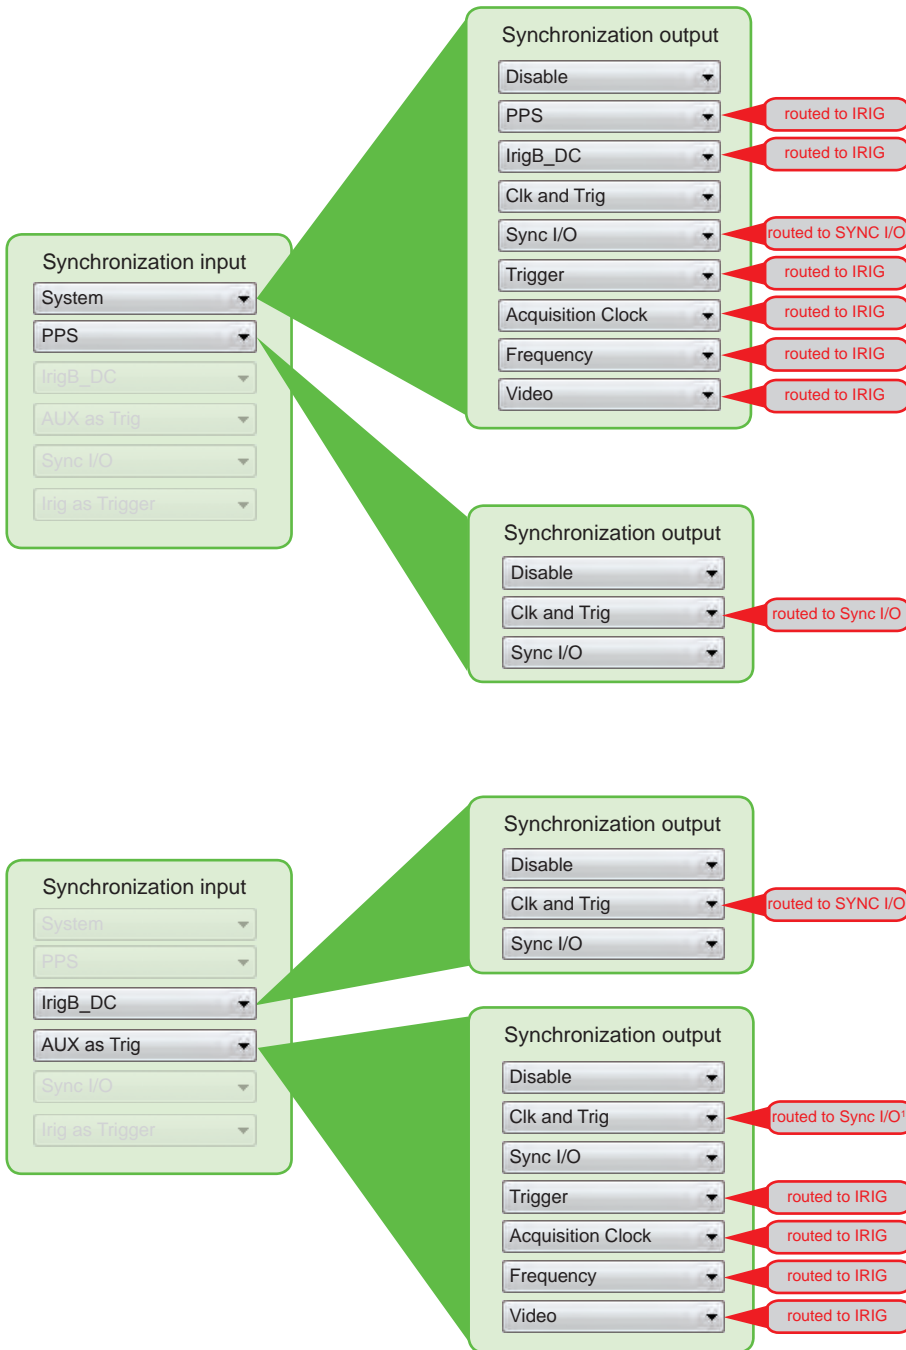 Synchronization output
Disable
PPS
routed to IRIG
IrigB_DC
routed to IRIG
Clk and Trig
Sync I/O
routed to SYNC I/O
Trigger
routed to IRIG
Acquisition Clock
routed to IRIG
Frequency
routed to IRIG
Video
routed to IRIG
Synchronization input
System
PPS
IrigB_DC
AUX as Trig
Sync I/O
Irig as Trigger
Synchronization output
Disable
Clk and Trig
routed to Sync I/O
Sync I/O
Synchronization output
Disable
Clk and Trig
routed to SYNC I/O
Sync I/O
Synchronization input
System
PPS
IrigB_DC
AUX as Trig
Sync I/O
Irig as Trigger
Synchronization output
Disable
Clk and Trig
routed to Sync I/O¹
Sync I/O
Trigger
routed to IRIG
Acquisition Clock
routed to IRIG
Frequency
routed to IRIG
Video
routed to IRIG